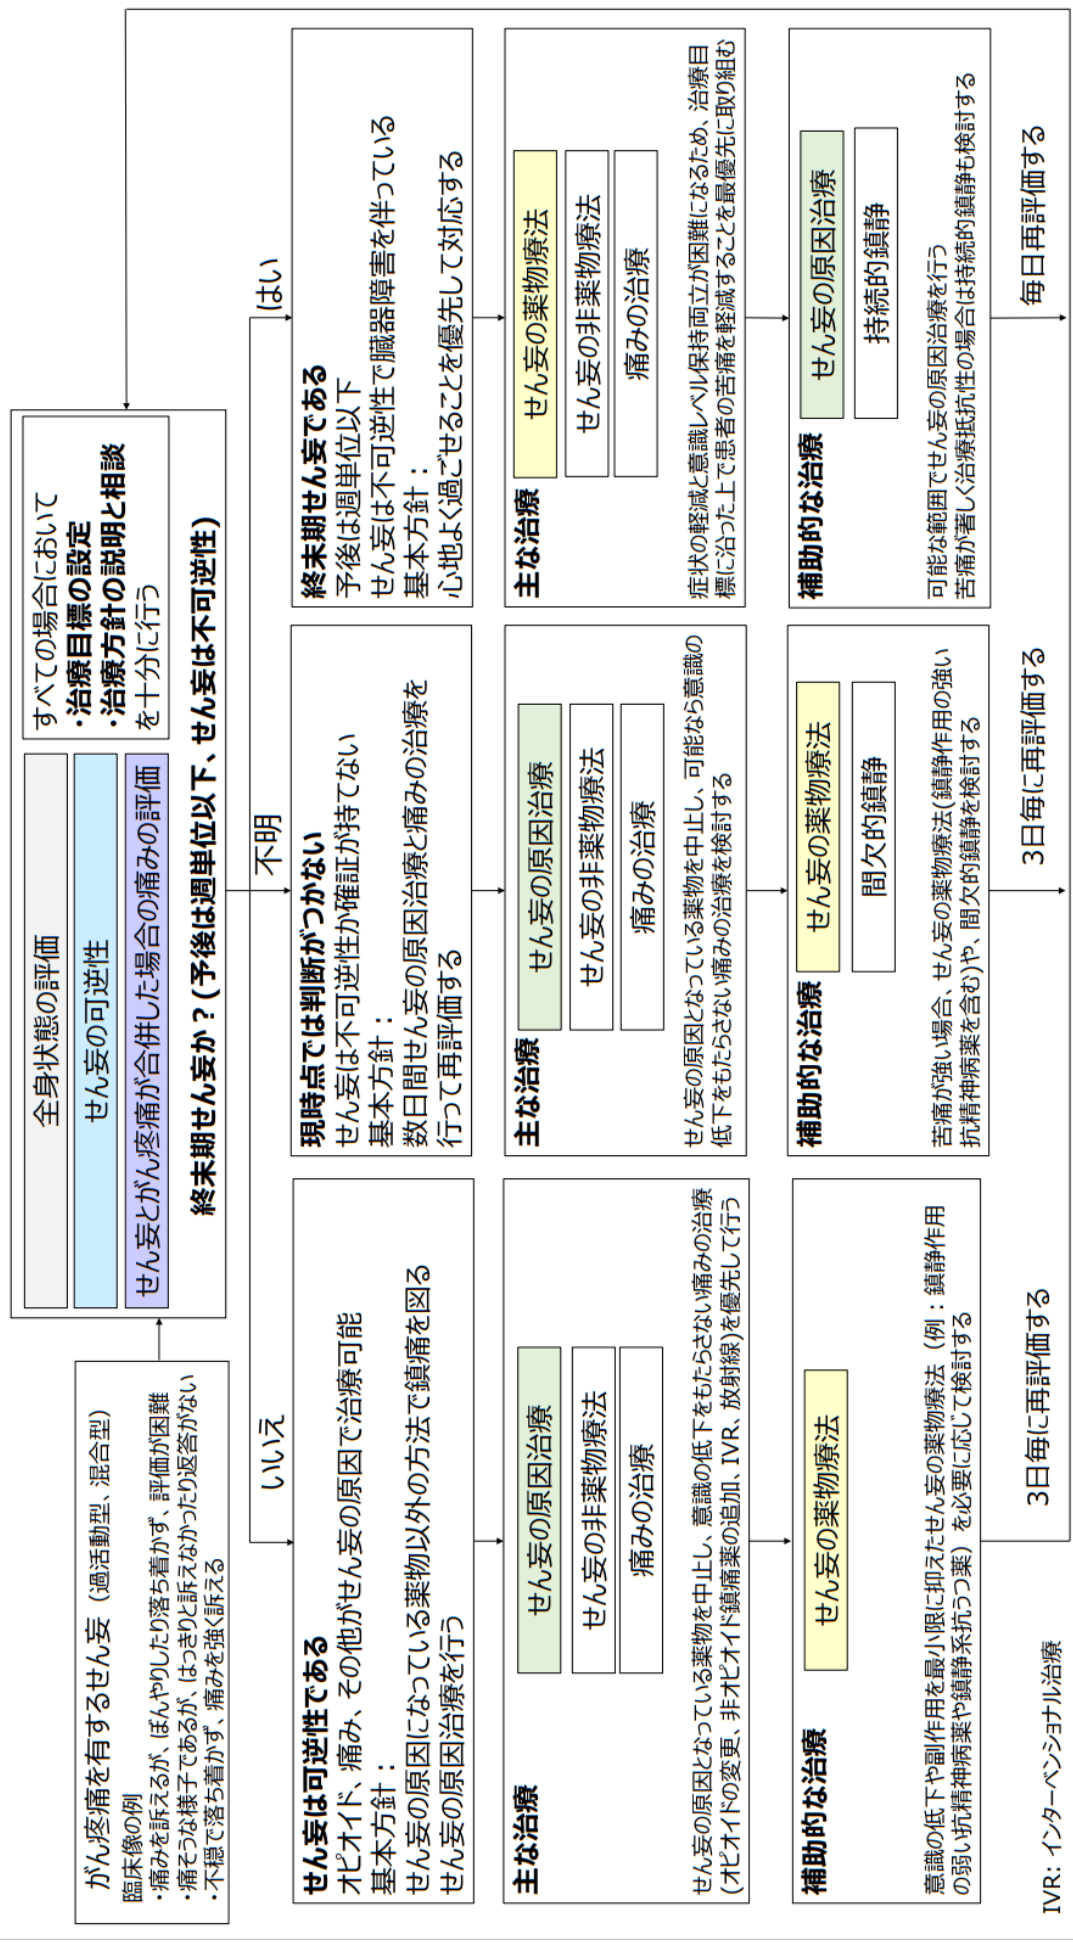 がん疼痛を有するせん妄（過活動型、混合型）
臨床像の例
・痛みを訴えるが、ぼんやりしたり落ち着かず、評価が困難
・痛そうな様子であるが、はっきりと訴えなかったり返答がない
・不穏で落ち着かず、痛みを強く訴える
全身状態の評価
せん妄の可逆性
せん妄とがん疼痛が合併した場合の痛みの評価
すべての場合において
・治療目標の設定
・治療方針の説明と相談
を十分に行う
終末期せん妄か？(予後は週単位以下、せん妄は不可逆性)
いいえ
不明
はい
せん妄は可逆性である
オピオイド、痛み、その他がせん妄の原因で治療可能
基本方針：
せん妄の原因になっている薬物以外の方法で鎮痛を図る
せん妄の原因治療を行う
主な治療
せん妄の原因治療
せん妄の非薬物療法
痛みの治療
せん妄の原因となっている薬物を中止し、意識の低下をもたらさない痛みの治療
(オピオイドの変更、非オピオイド鎮痛薬の追加、IVR、放射線)を優先して行う
補助的な治療
せん妄の薬物療法
意識の低下や副作用を最小限に抑えたせん妄の薬物療法（例：鎮静作用
の弱い抗精神病薬や鎮静系抗うつ薬）を必要に応じて検討する
3日毎に再評価する
現時点では判断がつかない
せん妄は不可逆性か確証が持てない
基本方針：
数日間せん妄の原因治療と痛みの治療を
行って再評価する
主な治療
せん妄の原因治療
せん妄の非薬物療法
痛みの治療
せん妄の原因となっている薬物を中止し、可能なら意識の
低下をもたらさない痛みの治療を検討する
補助的な治療
せん妄の薬物療法
間欠的鎮静
苦痛が強い場合、せん妄の薬物療法(鎮静作用の強い
抗精神病薬を含む)や、間欠的鎮静を検討する
3日毎に再評価する
終末期せん妄である
予後は週単位以下
せん妄は不可逆性で臓器障害を伴っている
基本方針：
心地よく過ごせることを優先して対応する
主な治療
せん妄の薬物療法
せん妄の非薬物療法
痛みの治療
症状の軽減と意識レベル保持両立が困難になるため、治療目
標に沿った上で患者の苦痛を軽減することを最優先に取り組む
補助的な治療
せん妄の原因治療
持続的鎮静
可能な範囲でせん妄の原因治療を行う
苦痛が著しく治療抵抗性の場合は持続的鎮静も検討する
毎日再評価する
IVR: インターベンショナル治療